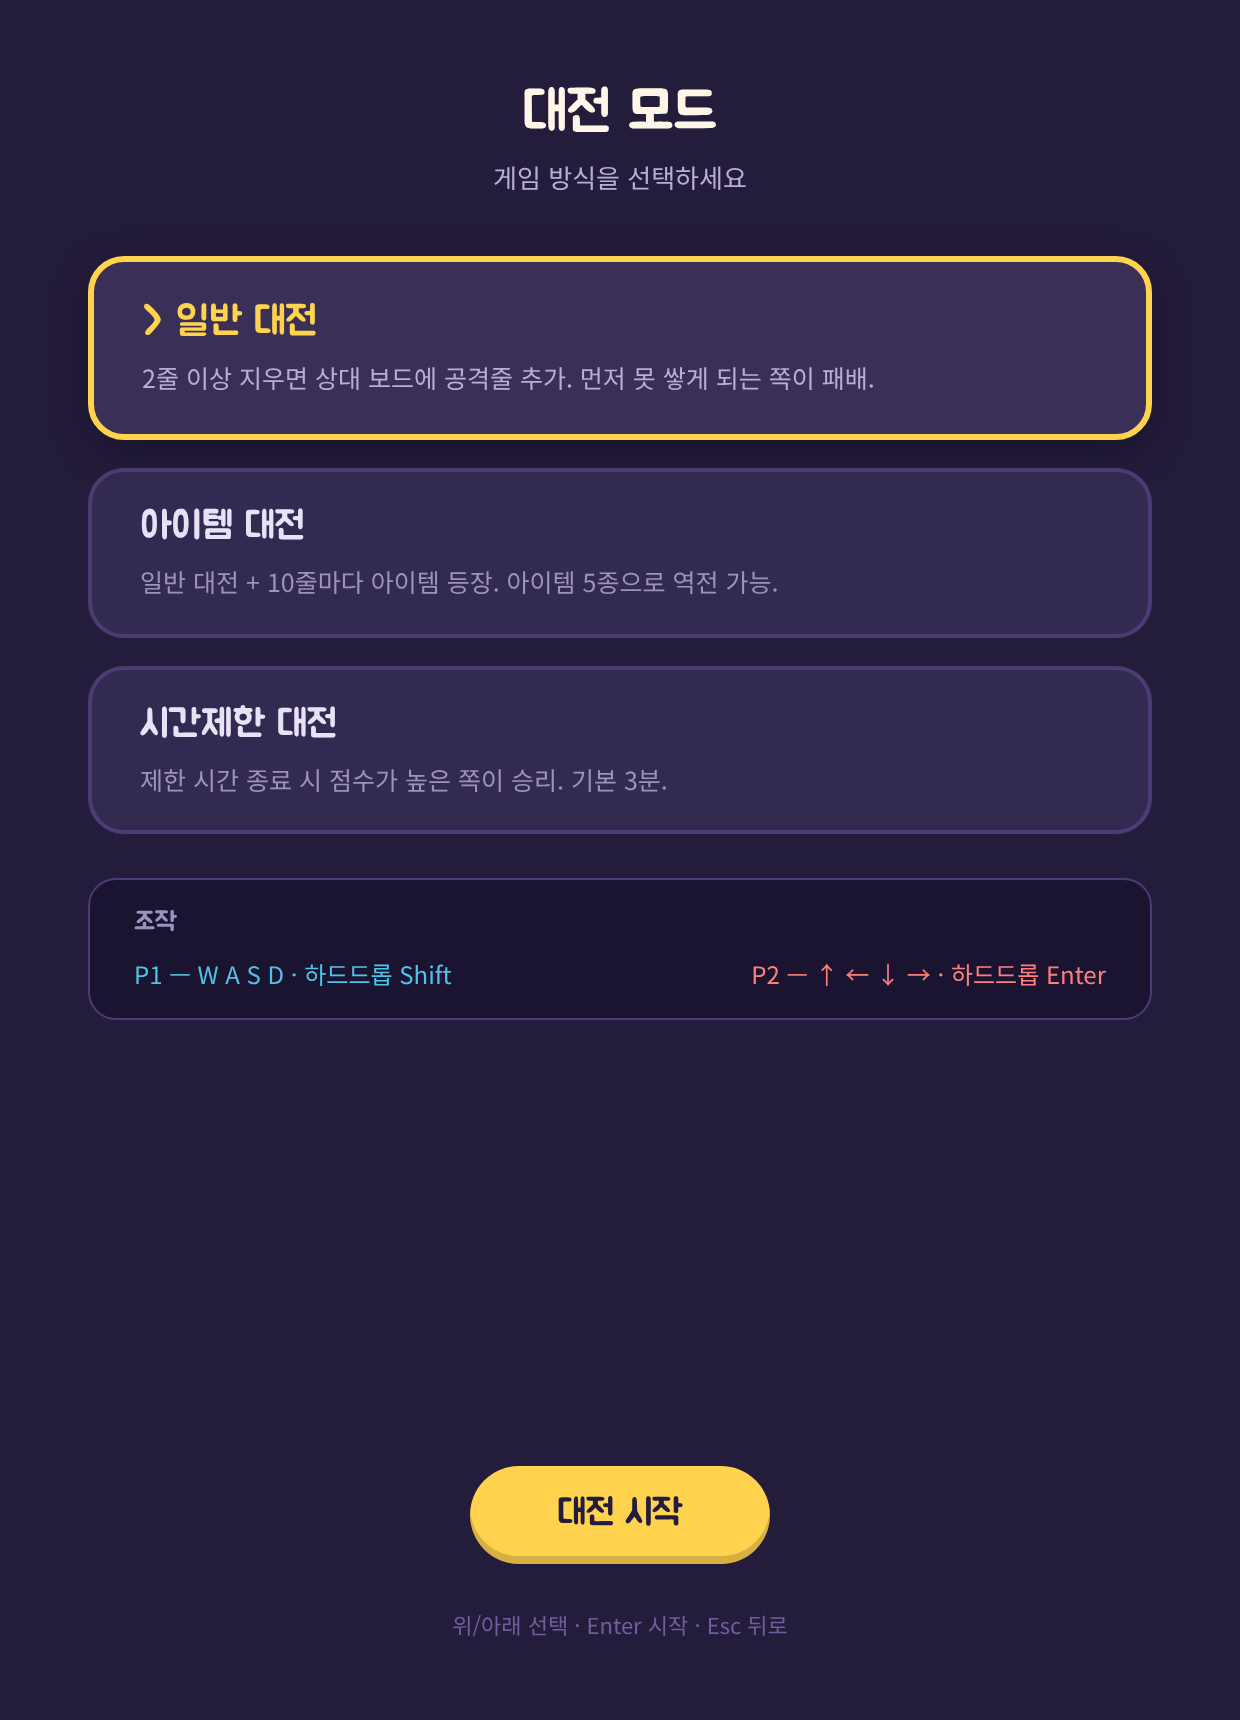 대전 모드
게임 방식을 선택하세요
일반 대전
2줄 이상 지우면 상대 보드에 공격줄 추가. 먼저 못 쌓게 되는 쪽이 패배.
아이템 대전
일반 대전 + 10줄마다 아이템 등장. 아이템 5종으로 역전 가능.
시간제한 대전
제한 시간 종료 시 점수가 높은 쪽이 승리. 기본 3분.
조작
P1 — W A S D · 하드드롭 Shift
P2 — ↑ ← ↓ → · 하드드롭 Enter
대전 시작
위/아래 선택 · Enter 시작 · Esc 뒤로